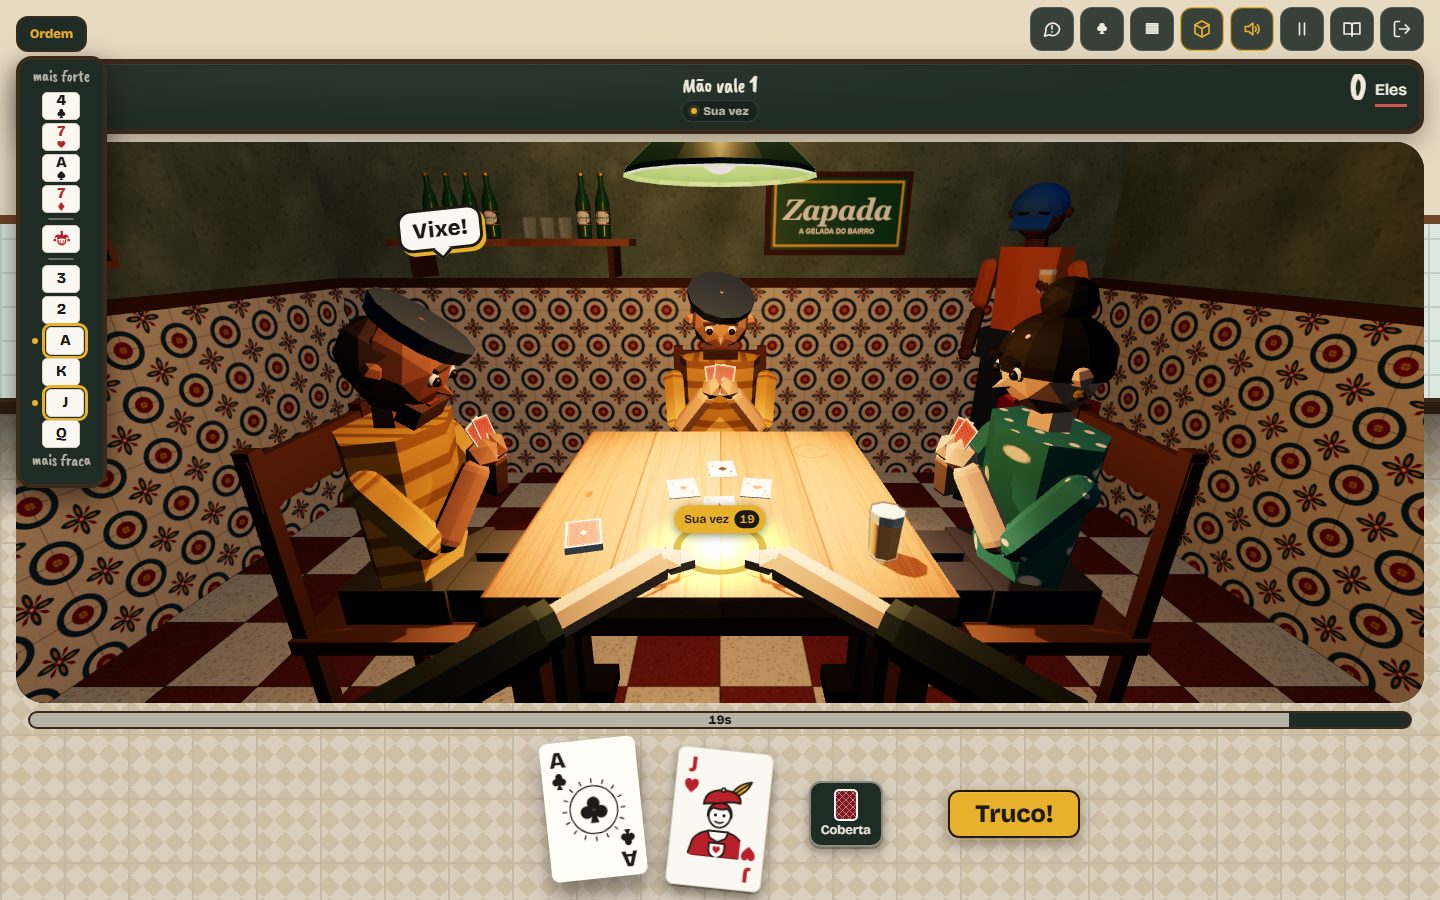 Ordem
mais forte
4
7
A
7
3
2
A
K
J
Q
mais fraca
Mão vale 1
Sua vez
0 Eles
Vixe!
Zapada
A GELADA DO BAIRRO
Sua vez 19
19s
A
A
J
J
Coberta
Truco!